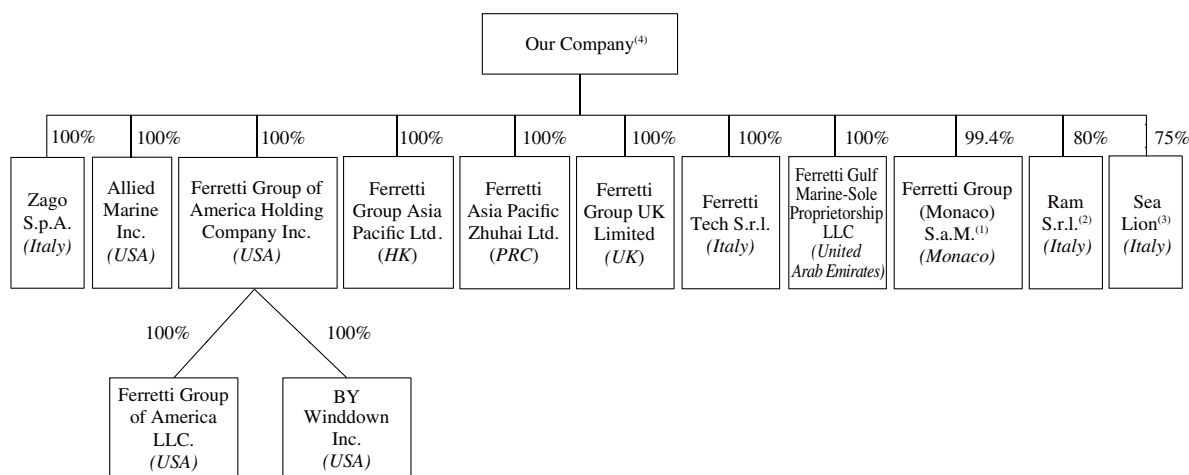 Our Company(4)
100%
100%
100%
100%
100%
100%
100%
100%
99.4%
80%
75%
Zago
S.p.A.
(Italy)
Allied
Marine
Inc.
(USA)
Ferretti Group of
America Holding
Company Inc.
(USA)
Ferretti
Group Asia
Pacific Ltd.
(HK)
Ferretti
Asia Pacific
Zhuhai Ltd.
(PRC)
Ferretti
Group UK
Limited
(UK)
Ferretti
Tech S.r.l.
(Italy)
Ferretti Gulf
Marine-Sole
Proprietorship
LLC
(United
Arab Emirates)
Ferretti Group
(Monaco)
S.a.M.(1)
(Monaco)
Ram
S.r.l.(2)
(Italy)
Sea
Lion(3)
(Italy)
100%
100%
Ferretti Group
of America
LLC.
(USA)
BY
Winddown
Inc.
(USA)